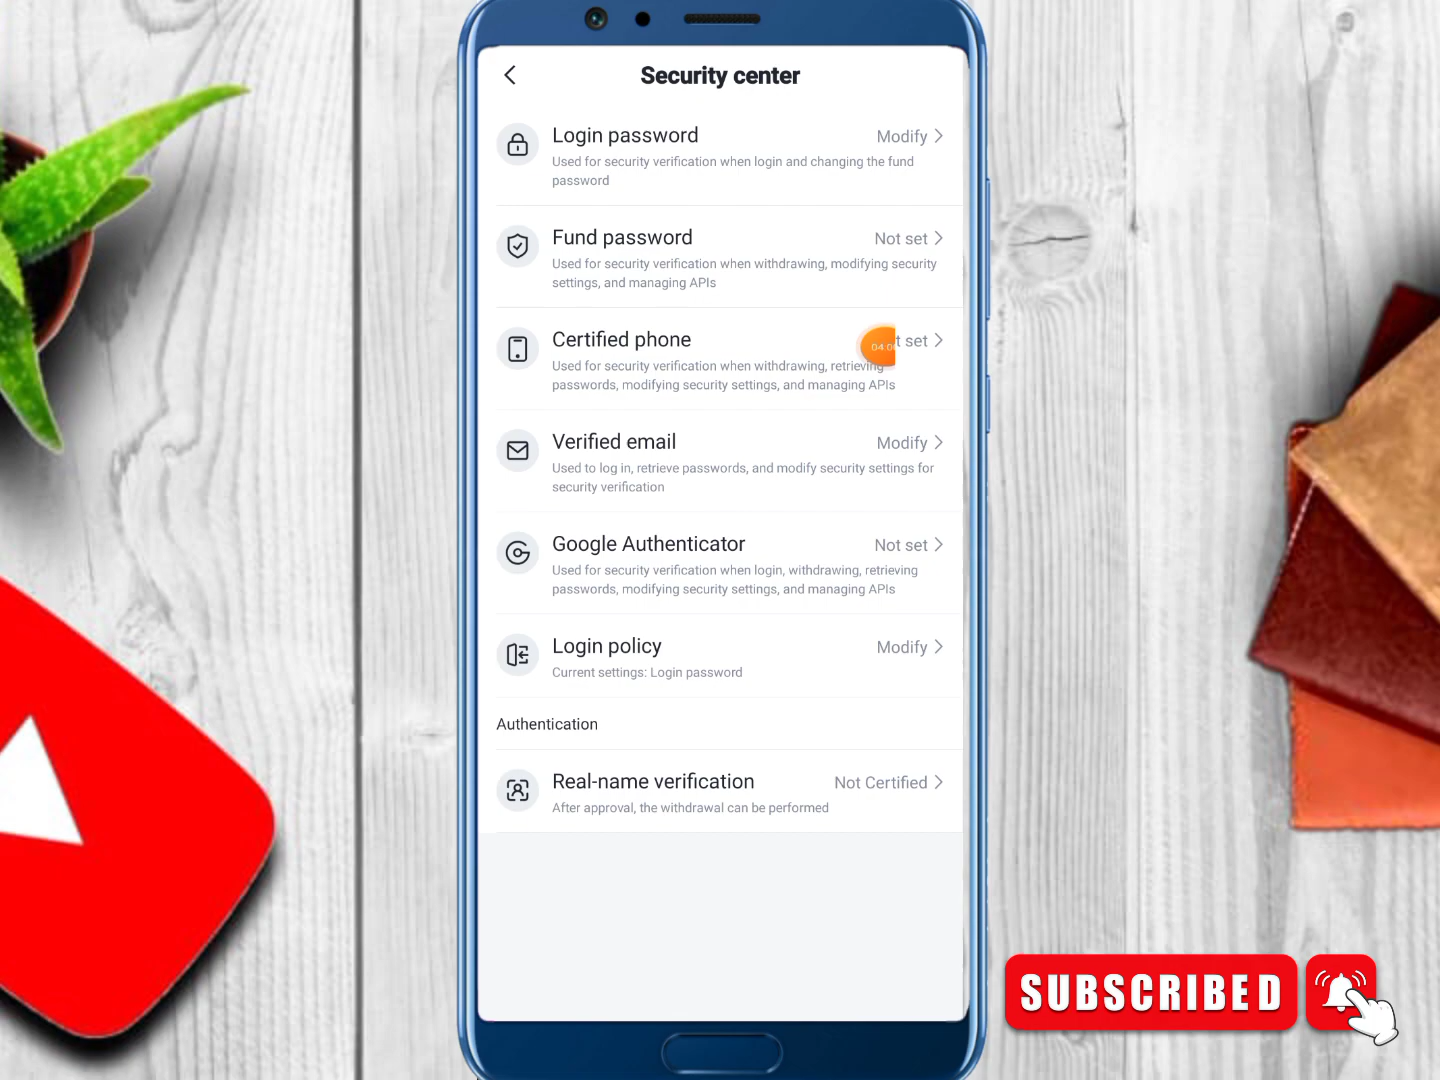 Security center
Login password
Modify
Used for security verification when login and changing the fund
password
Fund password
Not set
Used for security verification when withdrawing, modifying security
settings, and managing APIs
Certified phone
set
Used for security verification when withdrawing, retrieving
passwords, modifying security settings, and managing APIs
Verified email
Modify
Used to log in, retrieve passwords, and modify security settings for
security verification
Google Authenticator
Not set
Used for security verification when login, withdrawing, retrieving
passwords, modifying security settings, and managing APIs
Login policy
Modify
Current settings: Login password
Authentication
Real-name verification
Not Certified
After approval, the withdrawal can be performed
SUBSCRIBED